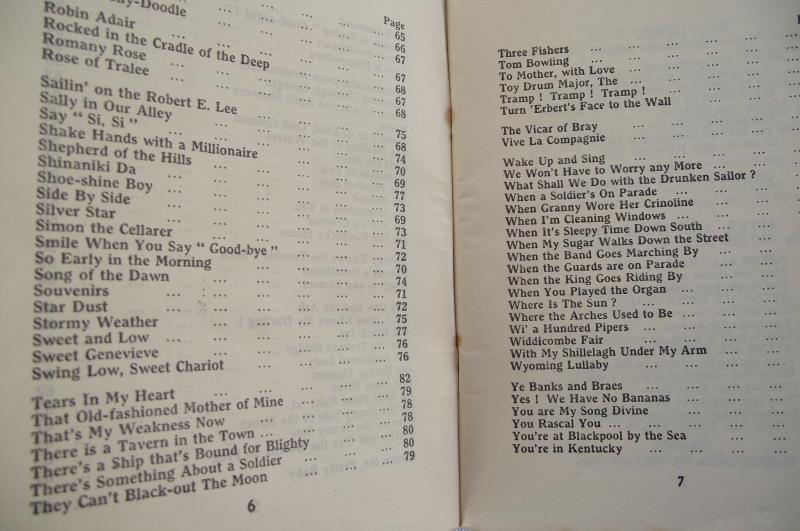 Page
65
66
Doodle ... 67
Robin Adair ... ... ... 67
Rocked in the Cradle of the Deep 68
Romany Rose ... ... ... 67
Rose of Tralee ... ... ... 68
Sailin' on the Robert E. Lee ... 75
Sally in Our Alley ... ... 68
Say " Si, Si " ... ... ... 74
Shake Hands with a Millionaire ... 70
Shepherd of the Hills ... ... 69
Shinaniki Da ... ... ... 77
Shoe-shine Boy ... ... ... 73
Side By Side ... ... ... 69
Silver Star ... ... ... 73
Simon the Cellarer ... ... 71
Smile When You Say " Good-bye " ... 72
So Early in the Morning ... ... 70
Song of the Dawn ... ... 74
Souvenirs ... ... ... ... 71
Star Dust ... ... ... ... 72
Stormy Weather ... ... ... 75
Sweet and Low ... ... ... 77
Sweet Genevieve ... ... ... 76
Swing Low, Sweet Chariot ... ... 76
Tears In My Heart ... ... ... 82
That Old-fashioned Mother of Mine ... 79
That's My Weakness Now ... ... 78
There is a Tavern in the Town ... ... 78
There's a Ship that's Bound for Blighty 80
There's Something About a Soldier ... 80
They Can't Black-out The Moon ... 79
6
Three Fishers ... ... ... ... ...
Tom Bowling ... ... ... ... ...
To Mother, with Love ... ... ...
Toy Drum Major, The ... ... ...
Tramp ! Tramp ! Tramp ! ... ...
Turn 'Erbert's Face to the Wall ...
The Vicar of Bray ... ... ...
Vive La Compagnie ... ... ...
Wake Up and Sing ... ... ...
We Won't Have to Worry any More ... ...
What Shall We Do with the Drunken Sailor ?
When a Soldier's On Parade ... ... ...
When Granny Wore Her Crinoline ... ...
When I'm Cleaning Windows ... ... ...
When It's Sleepy Time Down South ... ...
When My Sugar Walks Down the Street ...
When the Band Goes Marching By ... ...
When the Guards are on Parade ... ...
When the King Goes Riding By ... ...
When You Played the Organ ... ...
Where Is The Sun ? ... ... ...
Where the Arches Used to Be ... ...
Wi' a Hundred Pipers ... ... ...
Widdicombe Fair ... ... ...
With My Shillelagh Under My Arm ... ...
Wyoming Lullaby ... ... ...
Ye Banks and Braes ... ... ...
Yes ! We Have No Bananas ... ...
You are My Song Divine ... ...
You Rascal You ... ... ... ...
You're at Blackpool by the Sea ... ...
You're in Kentucky ... ... ...
7